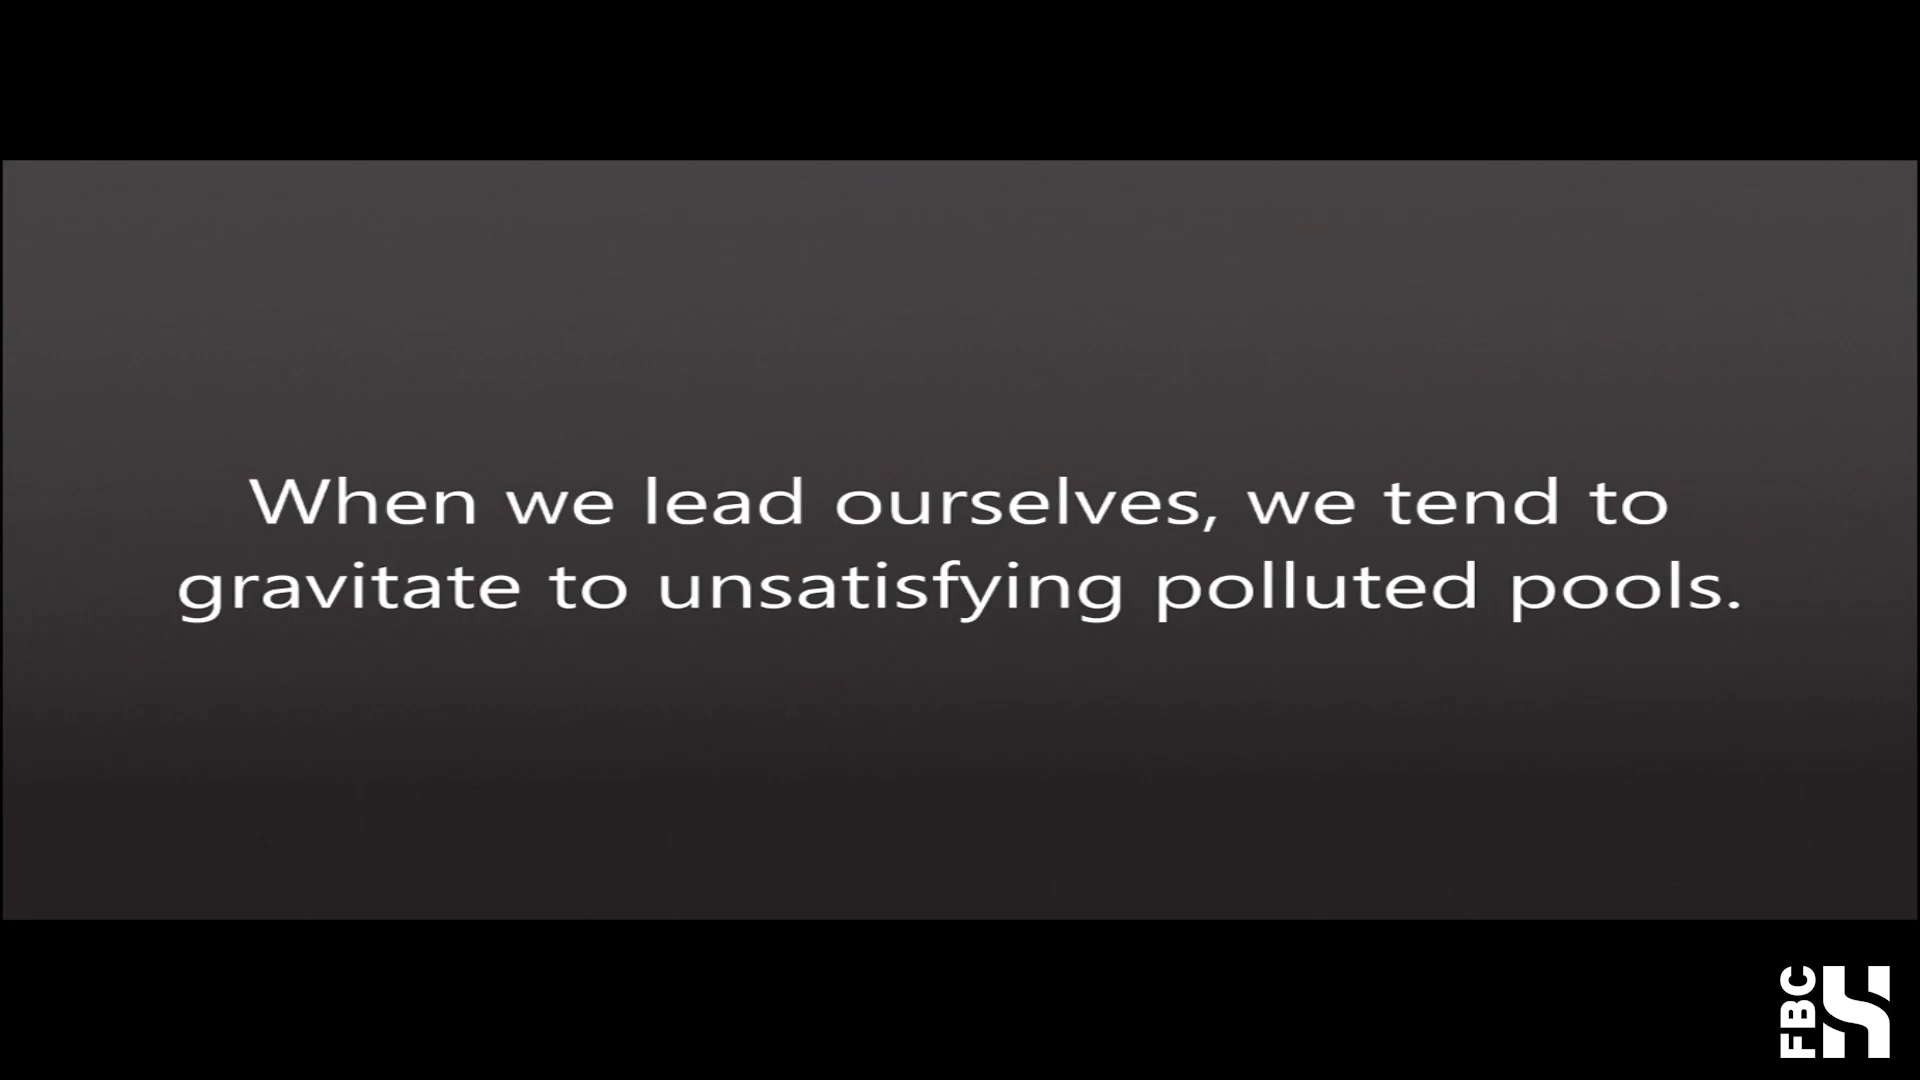 When we lead ourselves, we tend to
gravitate to unsatisfying polluted pools.
FBC